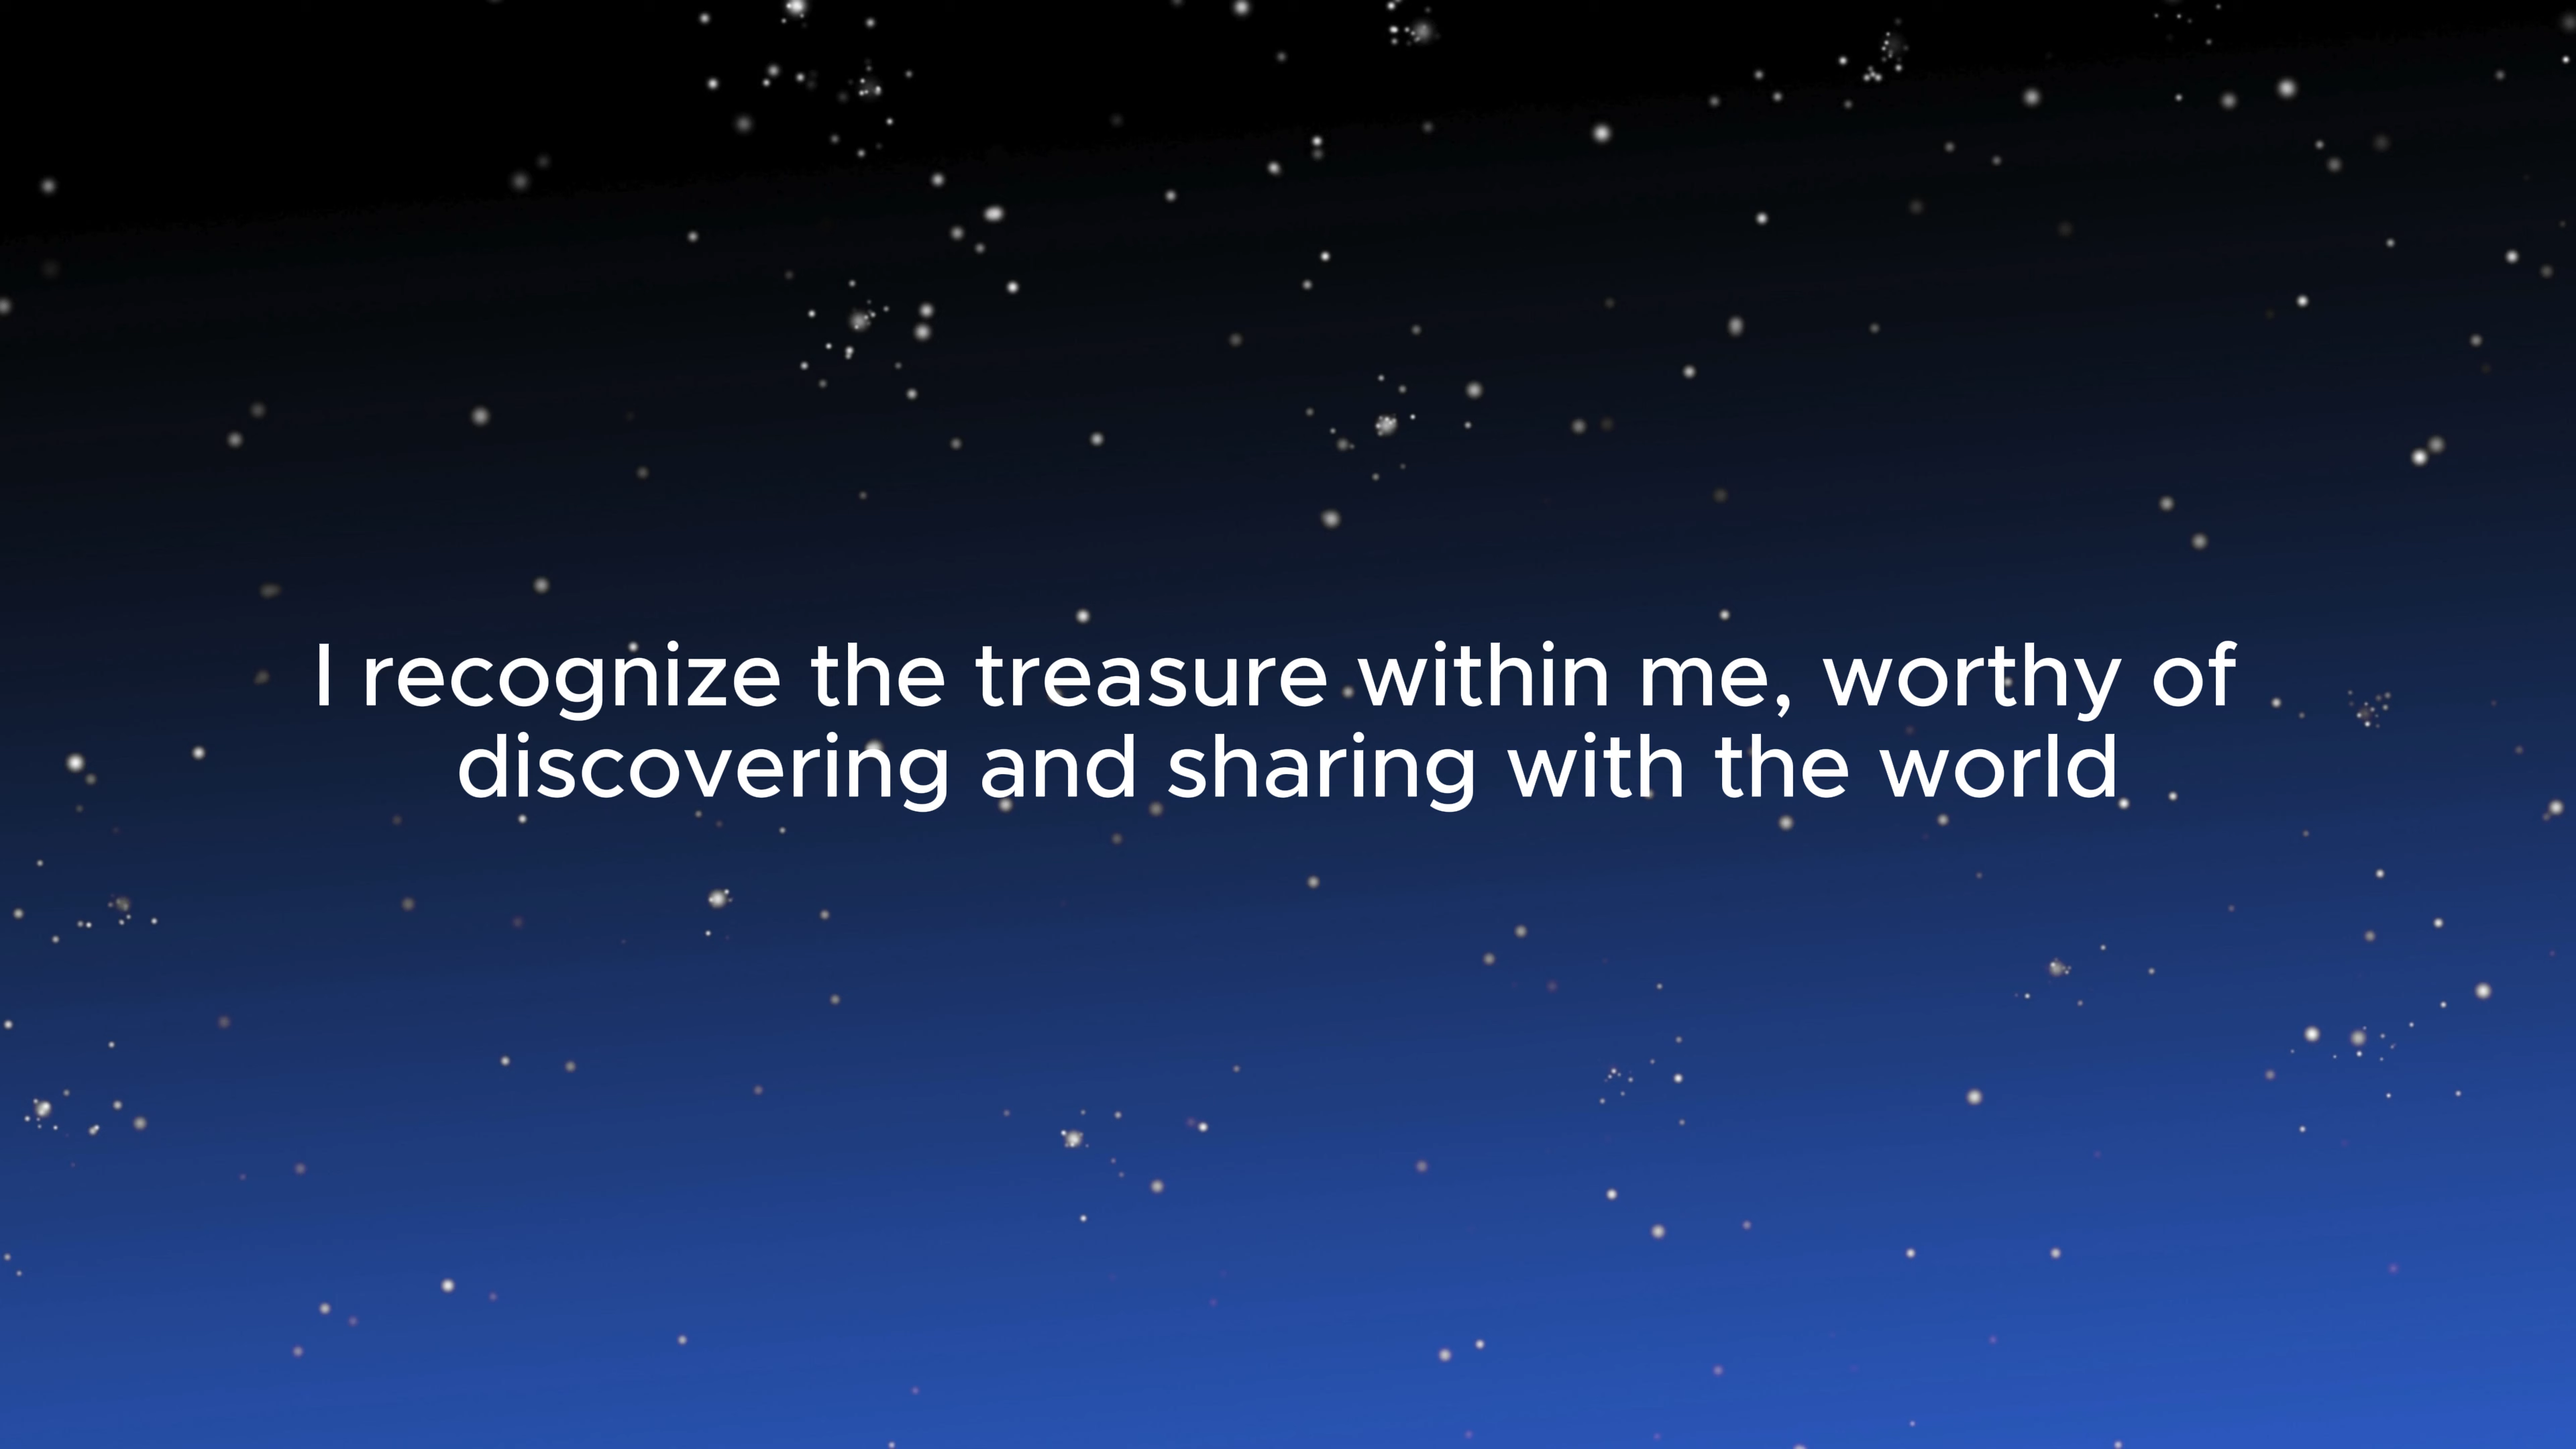 I recognize the treasure within me, worthy of
discovering and sharing with the world